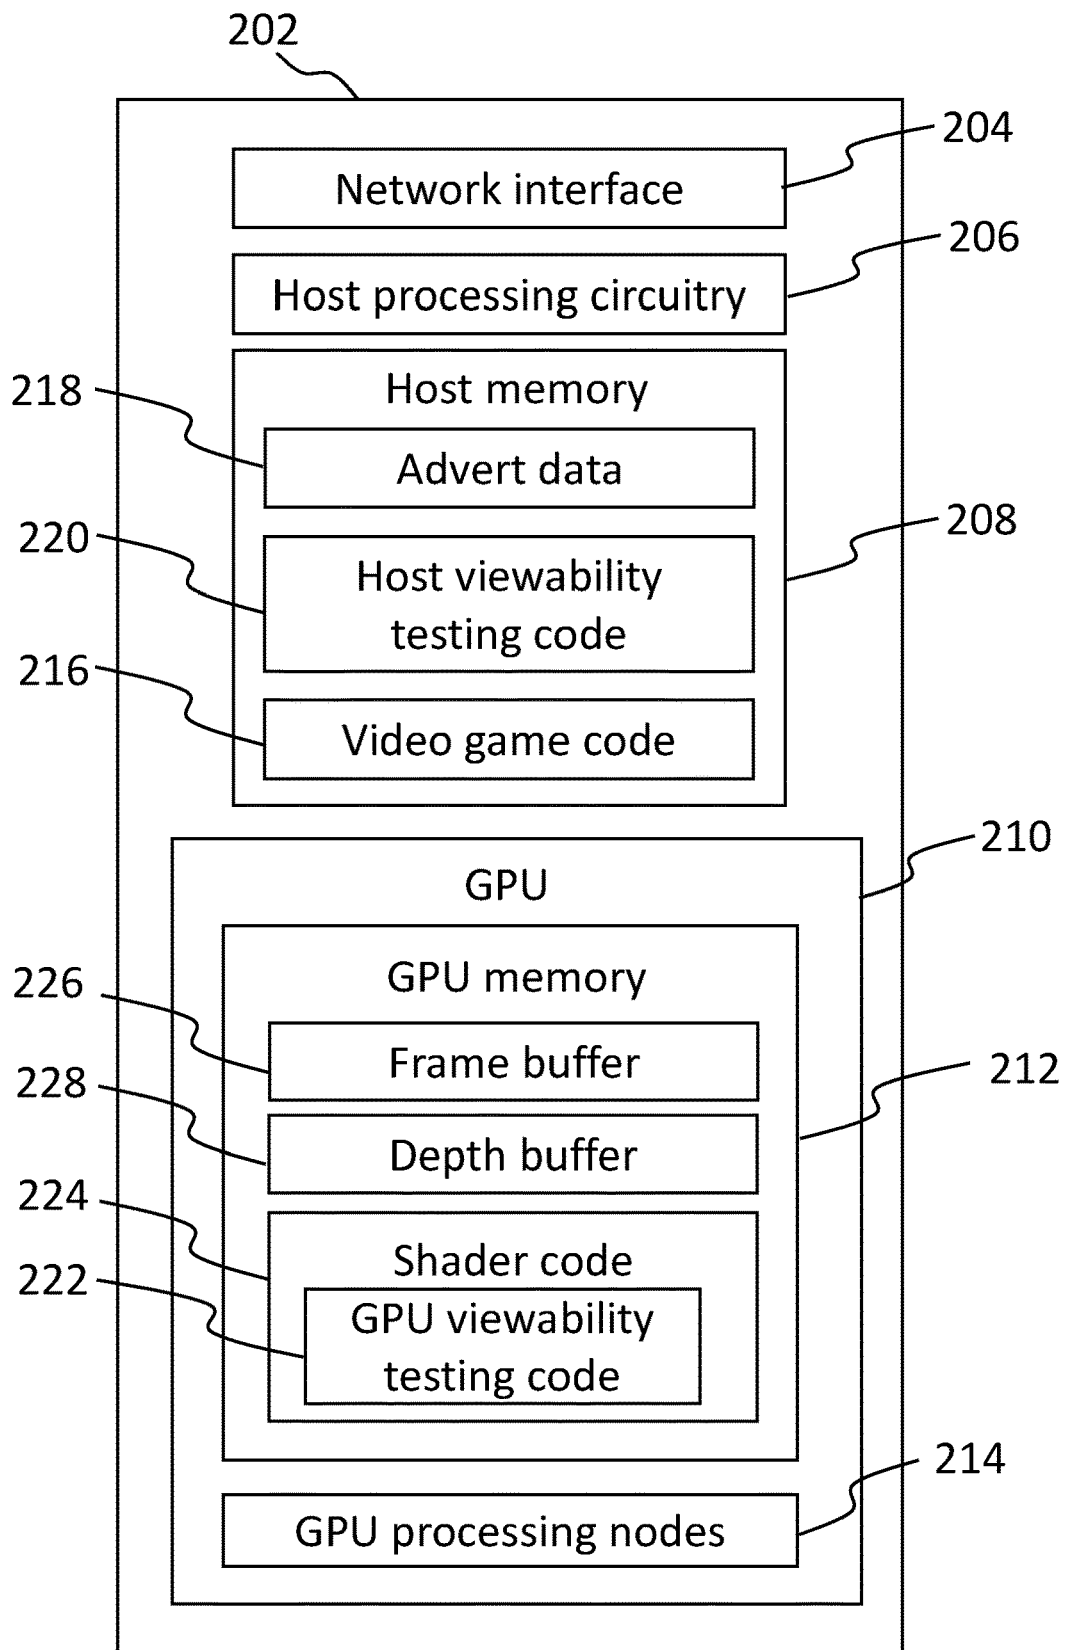 202
204
Network interface
206
Host processing circuitry
218
Host memory
Advert data
220
208
Host viewability
testing code
216
Video game code
210
GPU
226
GPU memory
Frame buffer
212
228
Depth buffer
224
Shader code
222
GPU viewability
testing code
214
GPU processing nodes